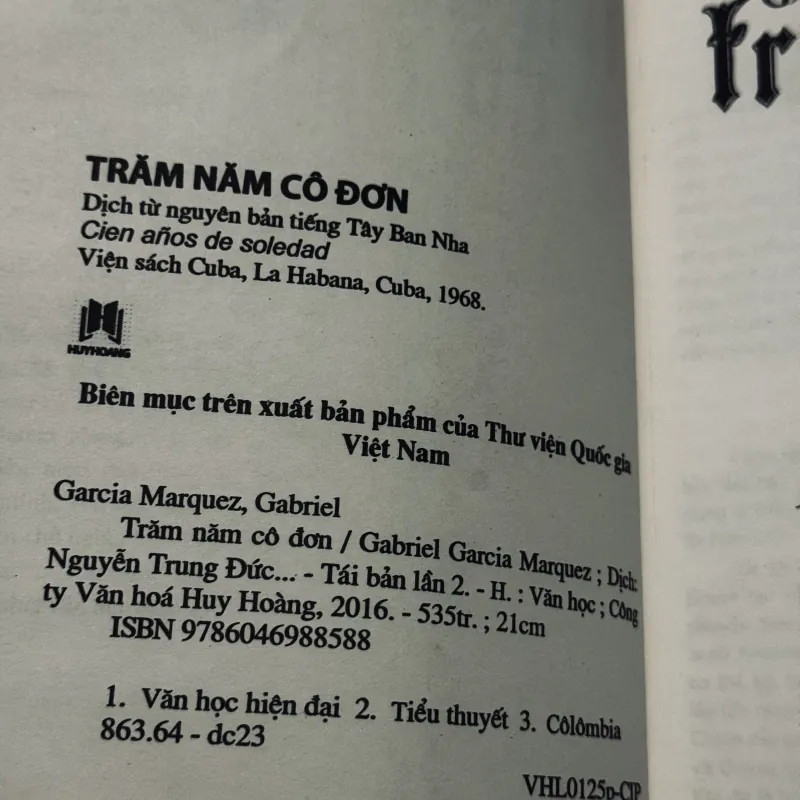 TRĂM NĂM CÔ ĐƠN
Dịch từ nguyên bản tiếng Tây Ban Nha
Cien años de soledad
Viện sách Cuba, La Habana, Cuba, 1968.
HUYHOANG
Biên mục trên xuất bản phẩm của Thư viện Quốc gia
Việt Nam
Garcia Marquez, Gabriel
Trăm năm cô đơn / Gabriel Garcia Marquez ; Dịch:
Nguyễn Trung Đức... - Tái bản lần 2. - H. : Văn học ; Công
ty Văn hoá Huy Hoàng, 2016. - 535tr. ; 21cm
ISBN 9786046988588
1. Văn học hiện đại 2. Tiểu thuyết 3. Côlômbia
863.64 - dc23
VHL0125p-CIP